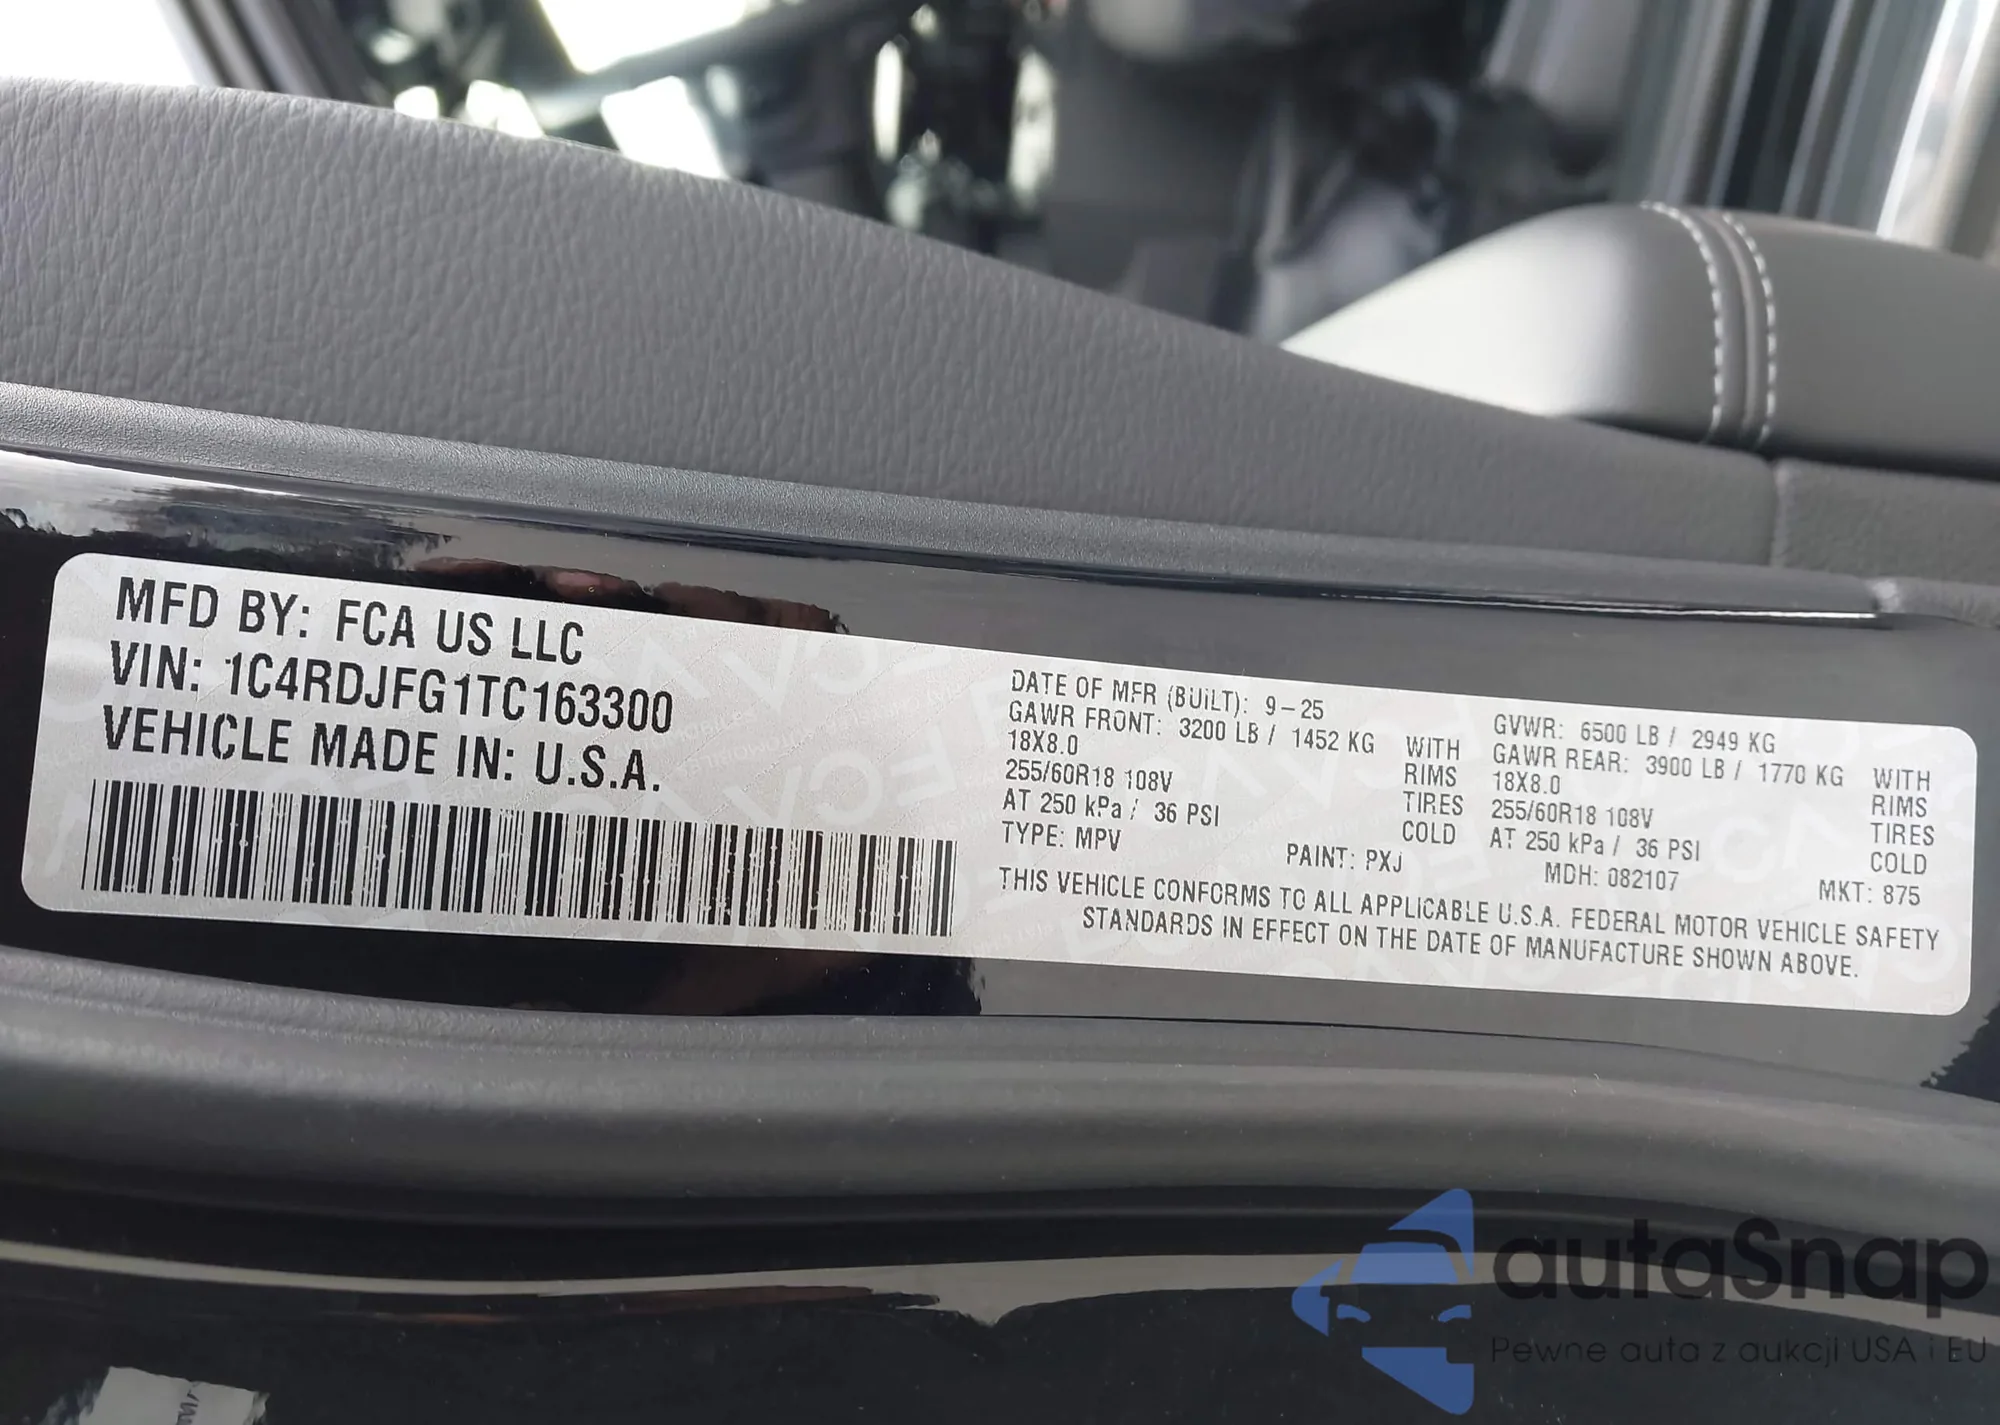 MFD BY: FCA US LLC
VIN: 1C4RDJFG1TC163300
VEHICLE MADE IN: U.S.A.
DATE OF MFR (BUILT): 9-25
GAWR FRONT: 3200 LB / 1452 KG WITH
18X8.0 RIMS
255/60R18 108V TIRES
AT 250 kPa / 36 PSI COLD
TYPE: MPV
GVWR: 6500 LB / 2949 KG
GAWR REAR: 3900 LB / 1770 KG WITH
18X8.0 RIMS
255/60R18 108V TIRES
AT 250 kPa / 36 PSI COLD
PAINT: PXJ MDH: 082107 MKT: 875
THIS VEHICLE CONFORMS TO ALL APPLICABLE U.S.A. FEDERAL MOTOR VEHICLE SAFETY
STANDARDS IN EFFECT ON THE DATE OF MANUFACTURE SHOWN ABOVE.
autaSnap
Pewne auta z aukcji USA i EU